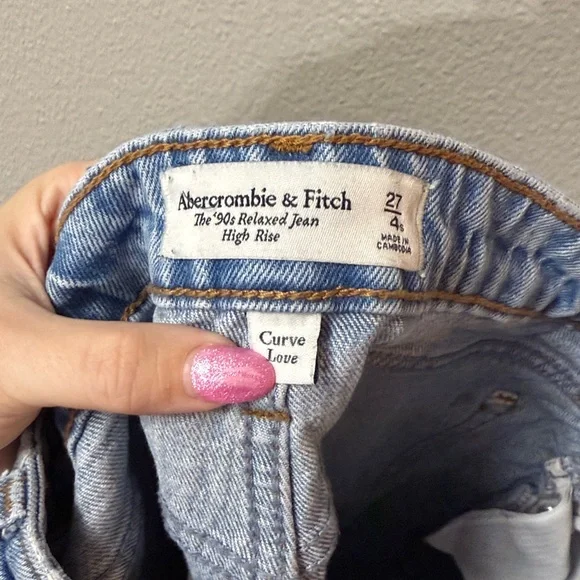 Abercrombie & Fitch
The '90s Relaxed Jean
High Rise
27
4s
MADE IN
CAMBODIA
Curve
Love